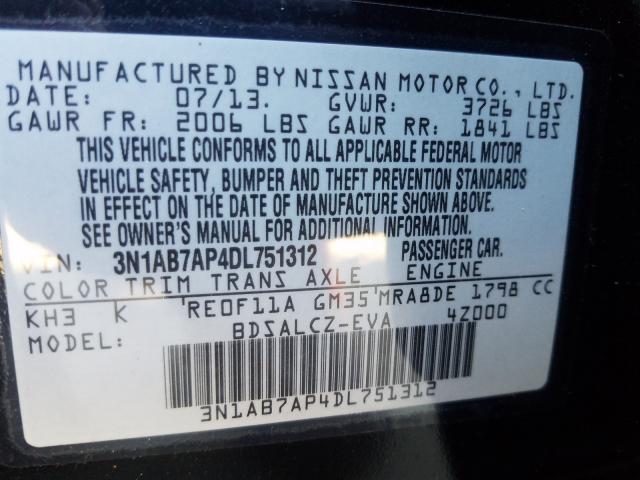 MANUFACTURED BY NISSAN MOTOR CO., LTD.
DATE: 07/13. GVWR: 3726 LBS
GAWR FR: 2006 LBS GAWR RR: 1841 LBS
THIS VEHICLE CONFORMS TO ALL APPLICABLE FEDERAL MOTOR
VEHICLE SAFETY, BUMPER AND THEFT PREVENTION STANDARDS
IN EFFECT ON THE DATE OF MANUFACTURE SHOWN ABOVE.
SEE OWNER'S MANUAL FOR ADDITIONAL INFORMATION.
VIN: 3N1AB7AP4DL751312 PASSENGER CAR.
COLOR TRIM TRANS AXLE ENGINE
KH3 K 'RE0F11A GM35'MRA8DE 1798 CC
MODEL: BDSALCZ-EVA 4Z000
3N1AB7AP4DL751312